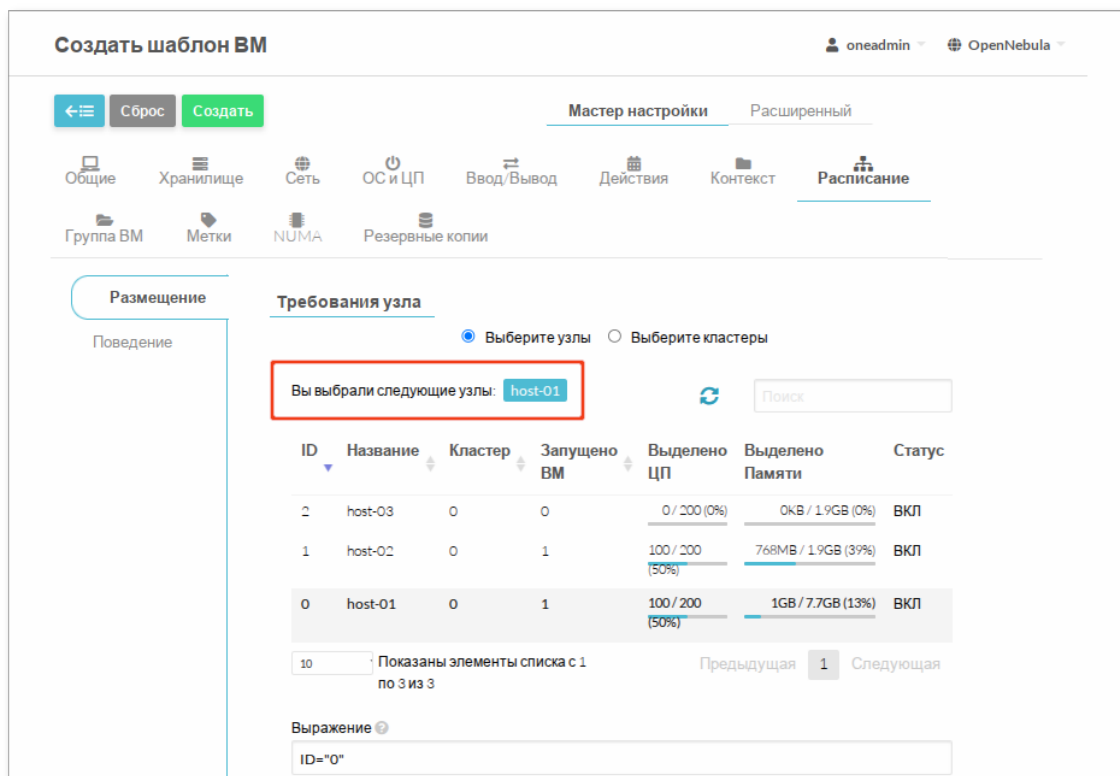 Создать шаблон ВМ
oneadmin OpenNebula
Сброс Создать Мастер настройки Расширенный
Общие Хранилище Сеть ОС и ЦП Ввод/Вывод Действия Контекст Расписание
Группа ВМ Метки NUMA Резервные копии
Размещение
Поведение
Требования узла
Выберите узлы Выберите кластеры
Вы выбрали следующие узлы: host-01 Поиск
ID Название Кластер Запущено Выделено Выделено Статус
ВМ ЦП Памяти
2 host-03 0 0 0 / 200 (0%) 0KB / 1.9GB (0%) ВКЛ
1 host-02 0 1 100 / 200 768MB / 1.9GB (39%) ВКЛ
(50%)
0 host-01 0 1 100 / 200 1GB / 7.7GB (13%) ВКЛ
(50%)
10 Показаны элементы списка с 1 Предыдущая 1 Следующая
по 3 из 3
Выражение
ID="0"